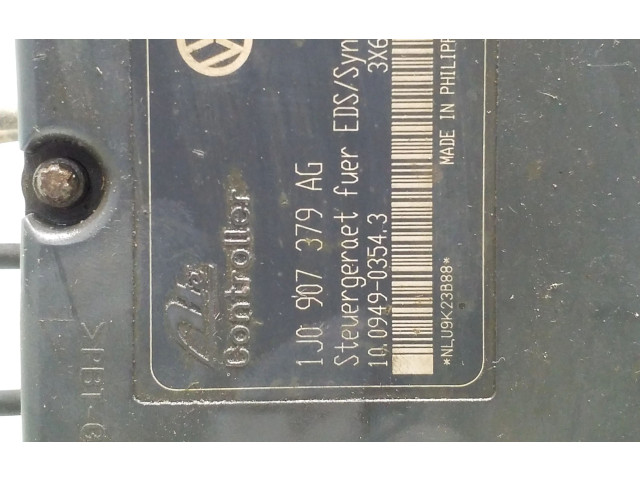 Ate
Controller
1J0 907 379 AG
Steuergeraet fuer EDS/Syn
10.0949-0354.3 3X6
*NLU9K23B88*
MADE IN PHILIPP
>PBT-G